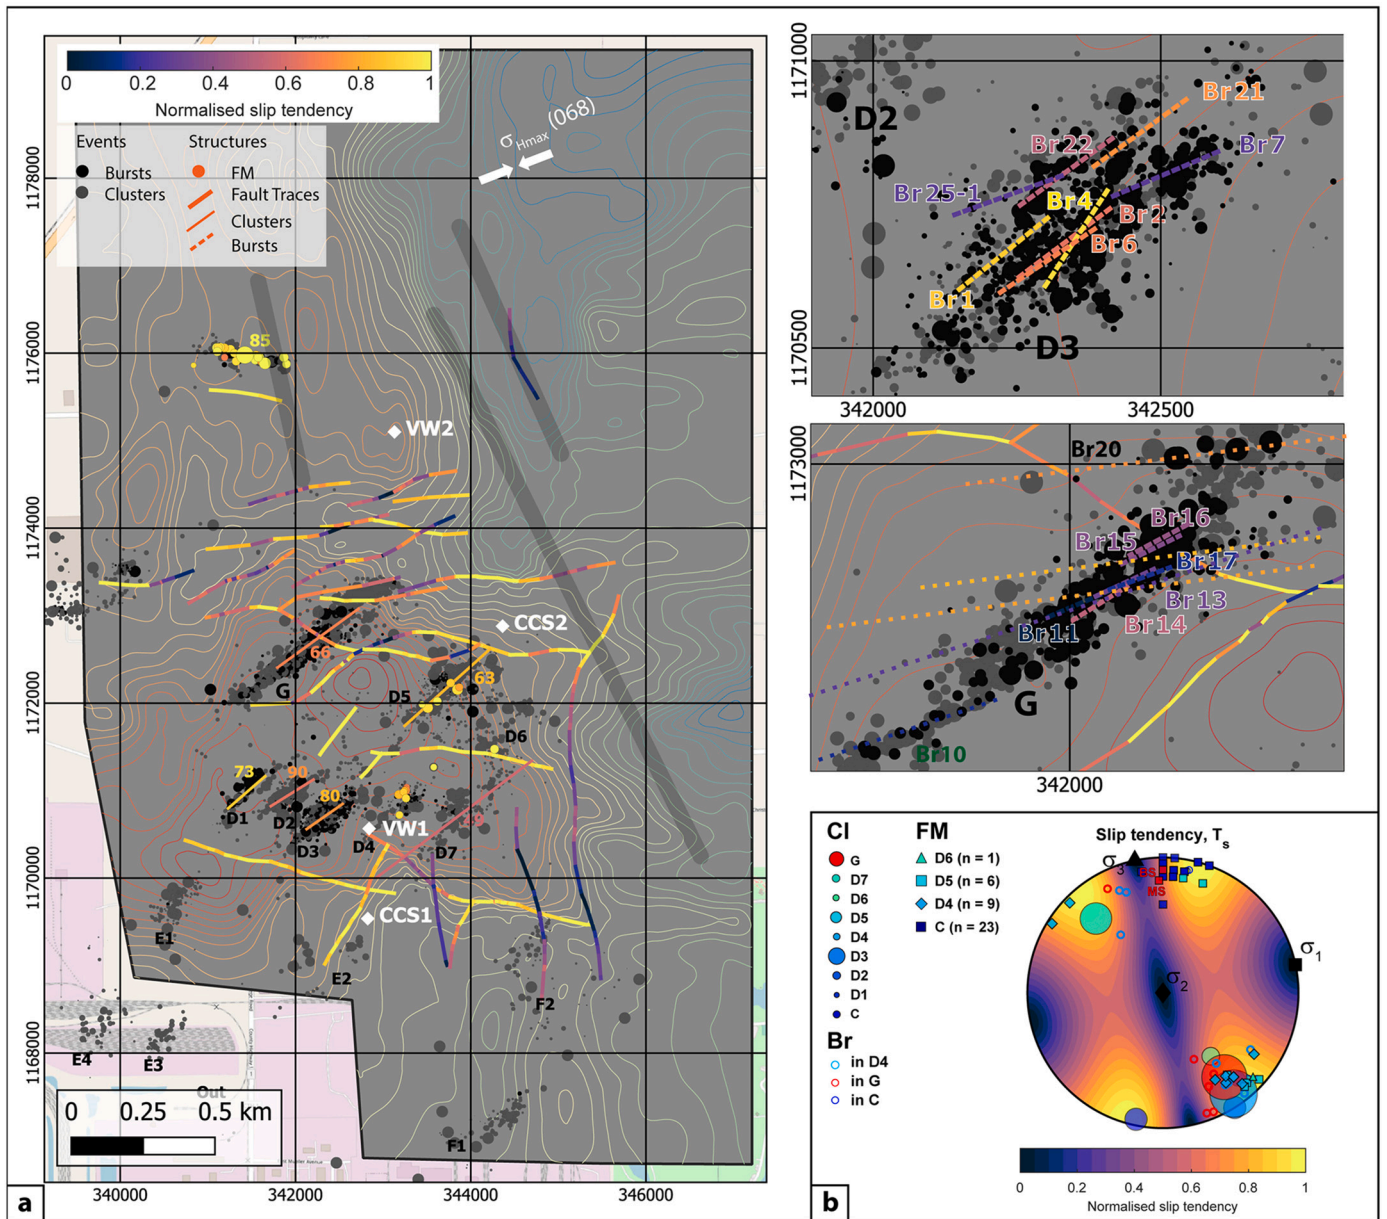 0
0.2
0.4
0.6
0.8
1
Normalised slip tendency
Events
Structures
Bursts
FM
Clusters
Fault Traces
Clusters
Bursts
σHmax (068)
1178000
1176000
1174000
1172000
1170000
1168000
85
VW2
CCS2
66
G
D5
63
D6
73
90
80
D1
D2
D3
D4
VW1
D7
CCS1
E1
E2
F2
E4
E3
Out
F1
0
0.25
0.5 km
340000
342000
344000
346000
a
1171000
1170500
D2
Br21
Br22
Br7
Br25-1
Br4
Br2
Br6
Br1
D3
342000
342500
1173000
Br20
Br16
Br15
Br17
Br13
Br11
Br14
G
Br10
342000
Cl
G
D7
D6
D5
D4
D3
D2
D1
C
Br
in D4
in G
in C
FM
D6 (n = 1)
D5 (n = 6)
D4 (n = 9)
C (n = 23)
Slip tendency, Ts
σ3
BS
MS
σ1
σ2
0
0.2
0.4
0.6
0.8
1
Normalised slip tendency
b